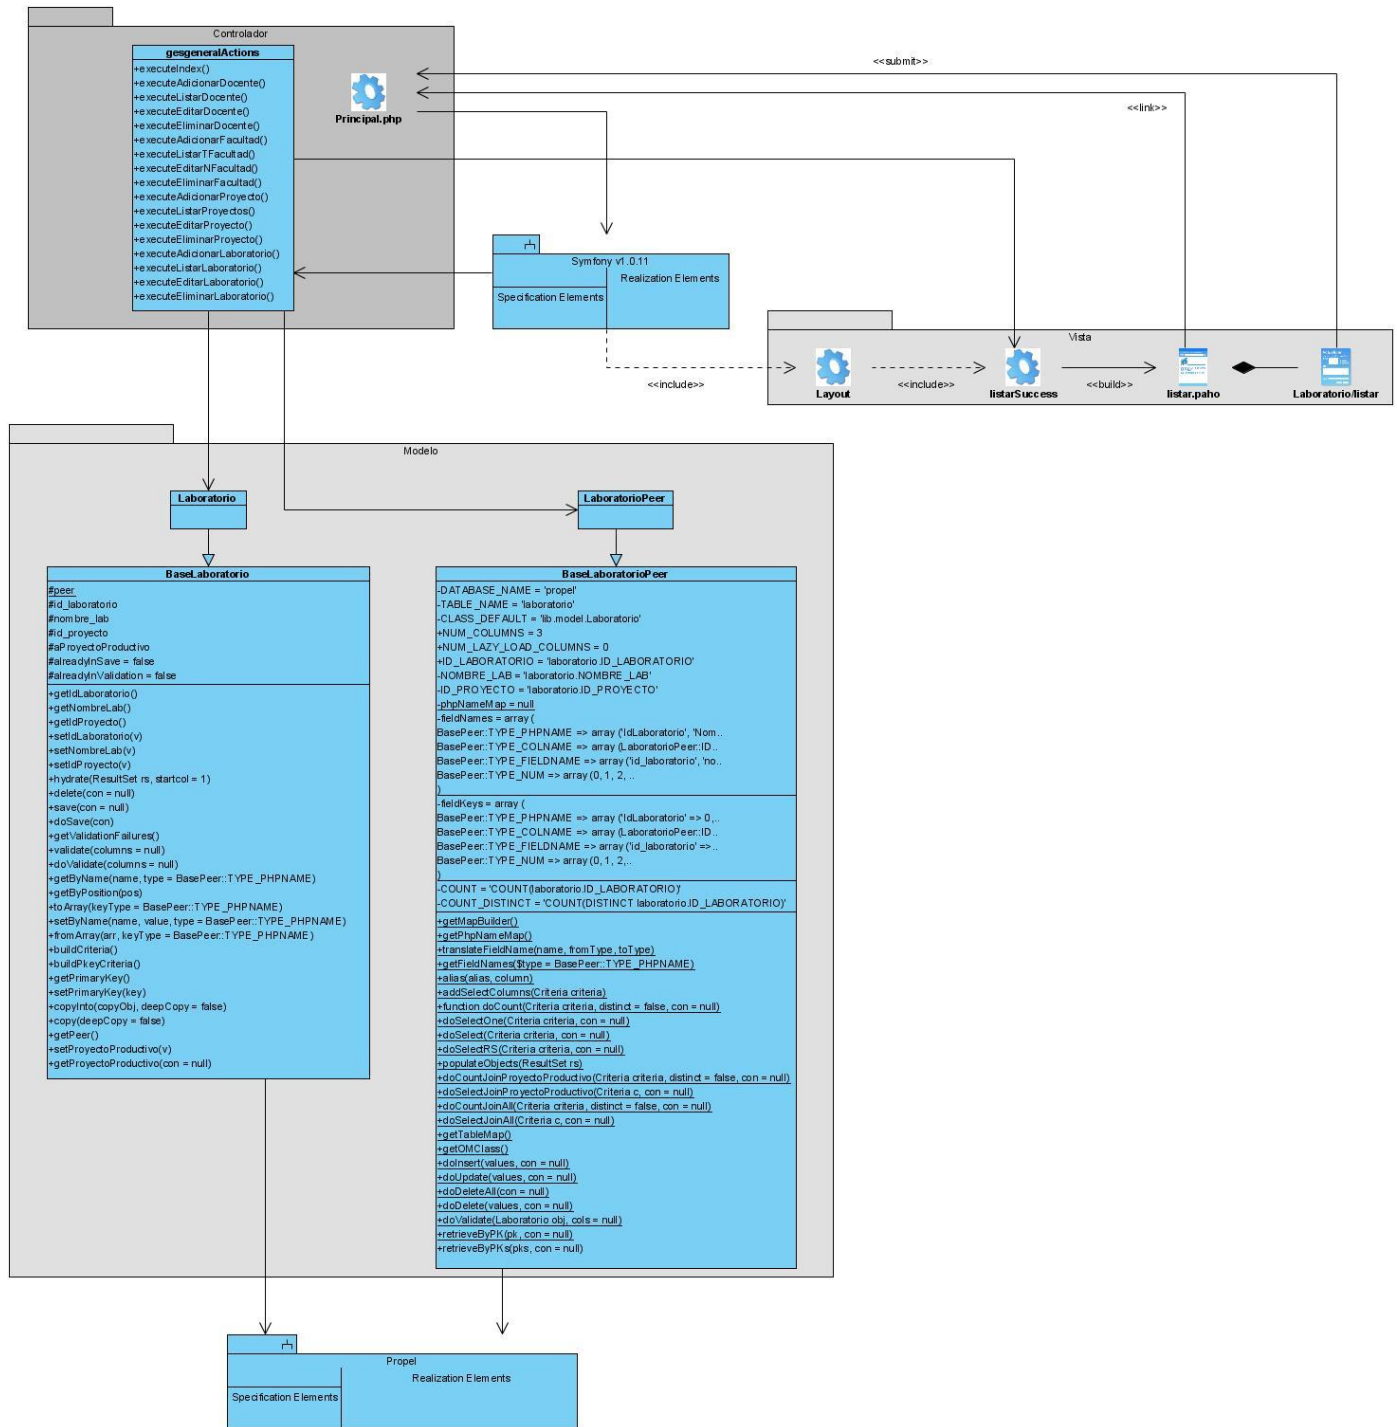 Controlador
gesgeneralActions
+executeIndex()
+executeAdicionarDocente()
+executeListarDocente()
+executeEditarDocente()
+executeEliminarDocente()
+executeAdicionarFacultad()
+executeListarTFacultad()
+executeEditarNFacultad()
+executeEliminarFacultad()
+executeAdicionarProyecto()
+executeListarProyectos()
+executeEditarProyecto()
+executeEliminarProyecto()
+executeAdicionarLaboratorio()
+executeListarLaboratorio()
+executeEditarLaboratorio()
+executeEliminarLaboratorio()
Principal.php
<<submit>>
<<link>>
Symfony v1.0.11
Realization Elements
Specification Elements
Vista
<<include>>
Layout
<<include>>
listarSuccess
<<build>>
listar.paho
Laboratorio/listar
Modelo
Laboratorio
LaboratorioPeer
BaseLaboratorio
#peer
#id_laboratorio
#nombre_lab
#id_proyecto
#aProyectoProductivo
#alreadyInSave = false
#alreadyInValidation = false
+getIdLaboratorio()
+getNombreLab()
+getIdProyecto()
+setIdLaboratorio(v)
+setNombreLab(v)
+setIdProyecto(v)
+hydrate(ResultSet rs, startcol = 1)
+delete(con = null)
+save(con = null)
+doSave(con)
+getValidationFailures()
+validate(columns = null)
+doValidate(columns = null)
+getByName(name, type = BasePeer::TYPE_PHPNAME)
+getByPosition(pos)
+toArray(keyType = BasePeer::TYPE_PHPNAME)
+setByName(name, value, type = BasePeer::TYPE_PHPNAME)
+fromArray(arr, keyType = BasePeer::TYPE_PHPNAME)
+buildCriteria()
+buildPkeyCriteria()
+getPrimaryKey()
+setPrimaryKey(key)
+copyInto(copyObj, deepCopy = false)
+copy(deepCopy = false)
+getPeer()
+setProyectoProductivo(v)
+getProyectoProductivo(con = null)
BaseLaboratorioPeer
-DATABASE_NAME = 'propel'
-TABLE_NAME = 'laboratorio'
-CLASS_DEFAULT = 'lib.model.Laboratorio'
+NUM_COLUMNS = 3
+NUM_LAZY_LOAD_COLUMNS = 0
+ID_LABORATORIO = 'laboratorio.ID_LABORATORIO'
-NOMBRE_LAB = 'laboratorio.NOMBRE_LAB'
-ID_PROYECTO = 'laboratorio.ID_PROYECTO'
-phpNameMap = null
-fieldNames = array (
BasePeer::TYPE_PHPNAME => array ('IdLaboratorio', 'Nom..
BasePeer::TYPE_COLNAME => array (LaboratorioPeer::ID..
BasePeer::TYPE_FIELDNAME => array ('id_laboratorio', 'no..
BasePeer::TYPE_NUM => array (0, 1, 2, ..
)
-fieldKeys = array (
BasePeer::TYPE_PHPNAME => array ('IdLaboratorio' => 0,..
BasePeer::TYPE_COLNAME => array (LaboratorioPeer::ID..
BasePeer::TYPE_FIELDNAME => array ('id_laboratorio' =>..
BasePeer::TYPE_NUM => array (0, 1, 2,..
)
-COUNT = 'COUNT(laboratorio.ID_LABORATORIO)'
-COUNT_DISTINCT = 'COUNT(DISTINCT laboratorio.ID_LABORATORIO)'
+getMapBuilder()
+getPhpNameMap()
+translateFieldName(name, fromType, toType)
+getFieldNames($type = BasePeer::TYPE_PHPNAME)
+alias(alias, column)
+addSelectColumns(Criteria criteria)
+function doCount(Criteria criteria, distinct = false, con = null)
+doSelectOne(Criteria criteria, con = null)
+doSelect(Criteria criteria, con = null)
+doSelectRS(Criteria criteria, con = null)
+populateObjects(ResultSet rs)
+doCountJoinProyectoProductivo(Criteria criteria, distinct = false, con = null)
+doSelectJoinProyectoProductivo(Criteria c, con = null)
+doCountJoinAll(Criteria criteria, distinct = false, con = null)
+doSelectJoinAll(Criteria c, con = null)
+getTableMap()
+getOMClass()
+doInsert(values, con = null)
+doUpdate(values, con = null)
+doDeleteAll(con = null)
+doDelete(values, con = null)
+doValidate(Laboratorio obj, cols = null)
+retrieveByPK(pk, con = null)
+retrieveByPKs(pks, con = null)
Propel
Realization Elements
Specification Elements